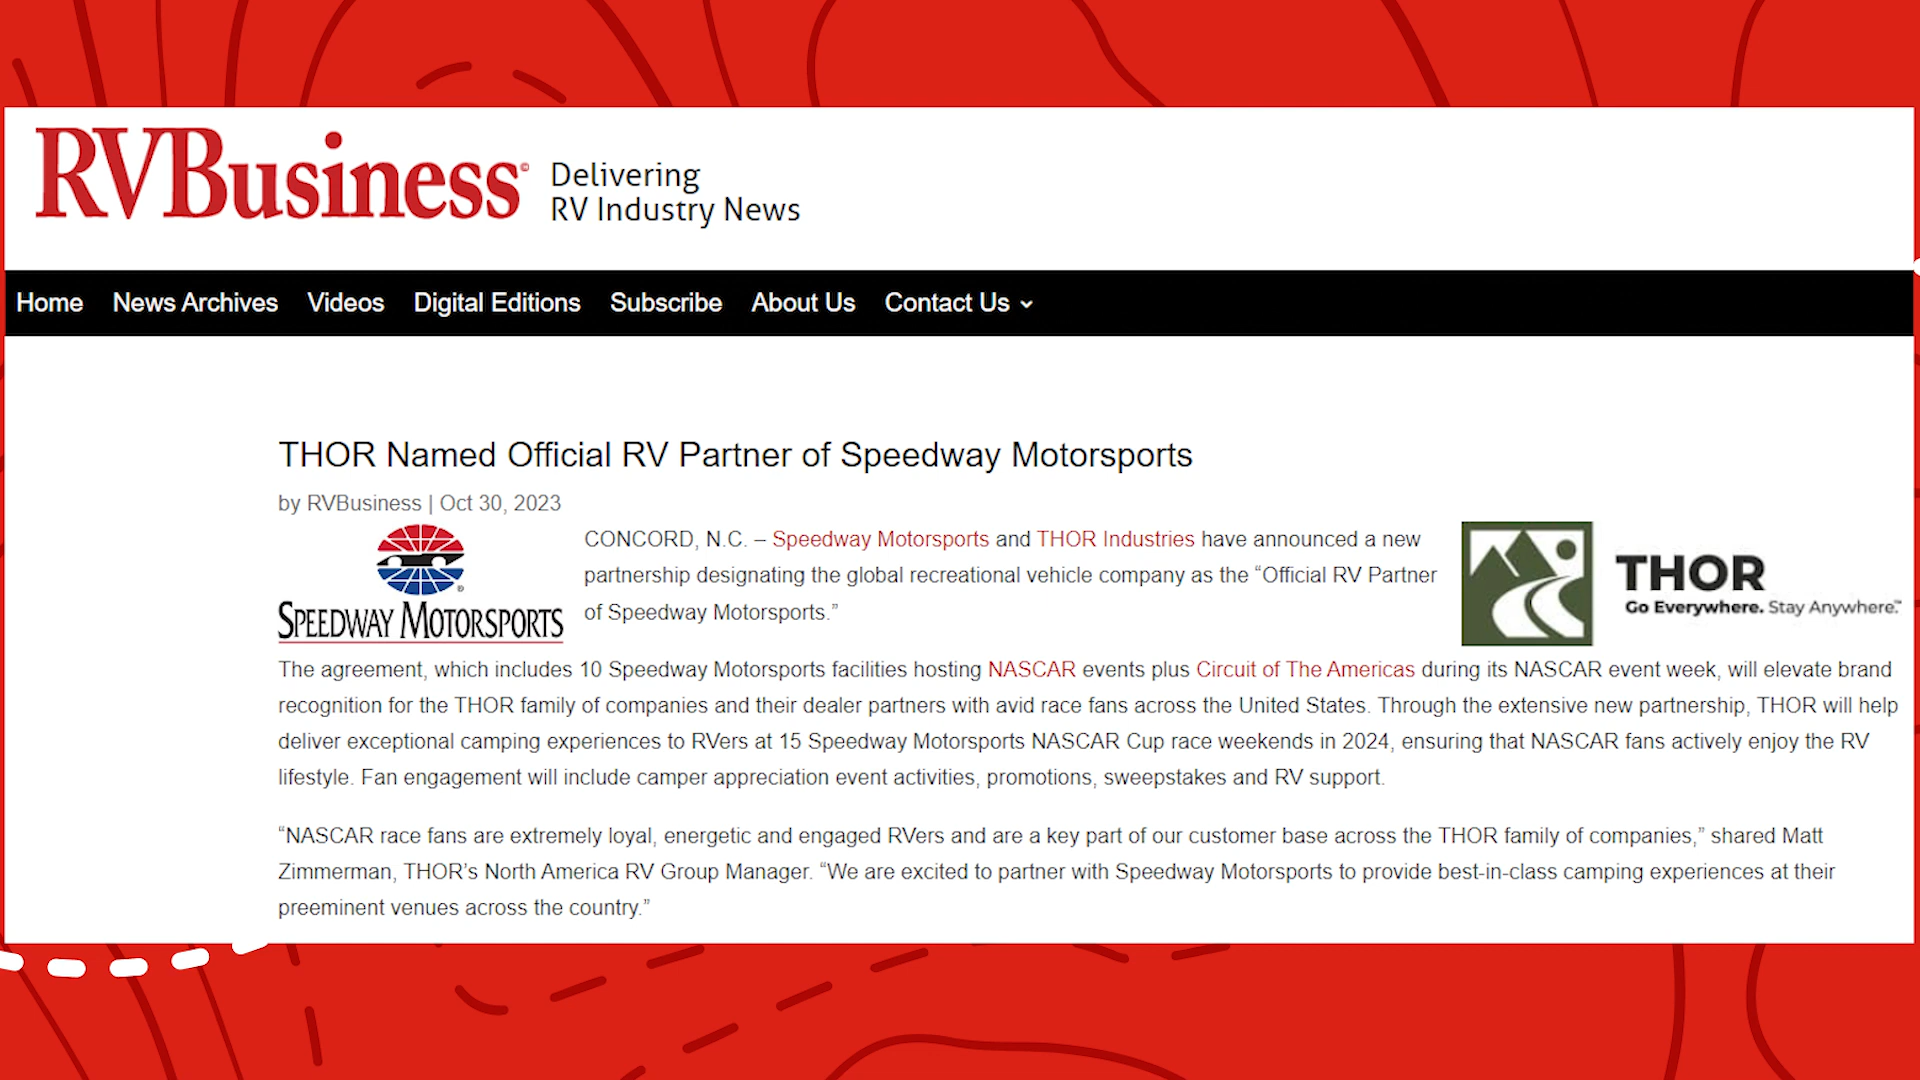 RVBusiness©
Delivering
RV Industry News
Home News Archives Videos Digital Editions Subscribe About Us Contact Us
THOR Named Official RV Partner of Speedway Motorsports
by RVBusiness | Oct 30, 2023
SPEEDWAY MOTORSPORTS®
CONCORD, N.C. – Speedway Motorsports and THOR Industries have announced a new
partnership designating the global recreational vehicle company as the “Official RV Partner
of Speedway Motorsports.”
THOR
Go Everywhere. Stay Anywhere.™
The agreement, which includes 10 Speedway Motorsports facilities hosting NASCAR events plus Circuit of The Americas during its NASCAR event week, will elevate brand
recognition for the THOR family of companies and their dealer partners with avid race fans across the United States. Through the extensive new partnership, THOR will help
deliver exceptional camping experiences to RVers at 15 Speedway Motorsports NASCAR Cup race weekends in 2024, ensuring that NASCAR fans actively enjoy the RV
lifestyle. Fan engagement will include camper appreciation event activities, promotions, sweepstakes and RV support.
“NASCAR race fans are extremely loyal, energetic and engaged RVers and are a key part of our customer base across the THOR family of companies,” shared Matt
Zimmerman, THOR’s North America RV Group Manager. “We are excited to partner with Speedway Motorsports to provide best-in-class camping experiences at their
preeminent venues across the country.”